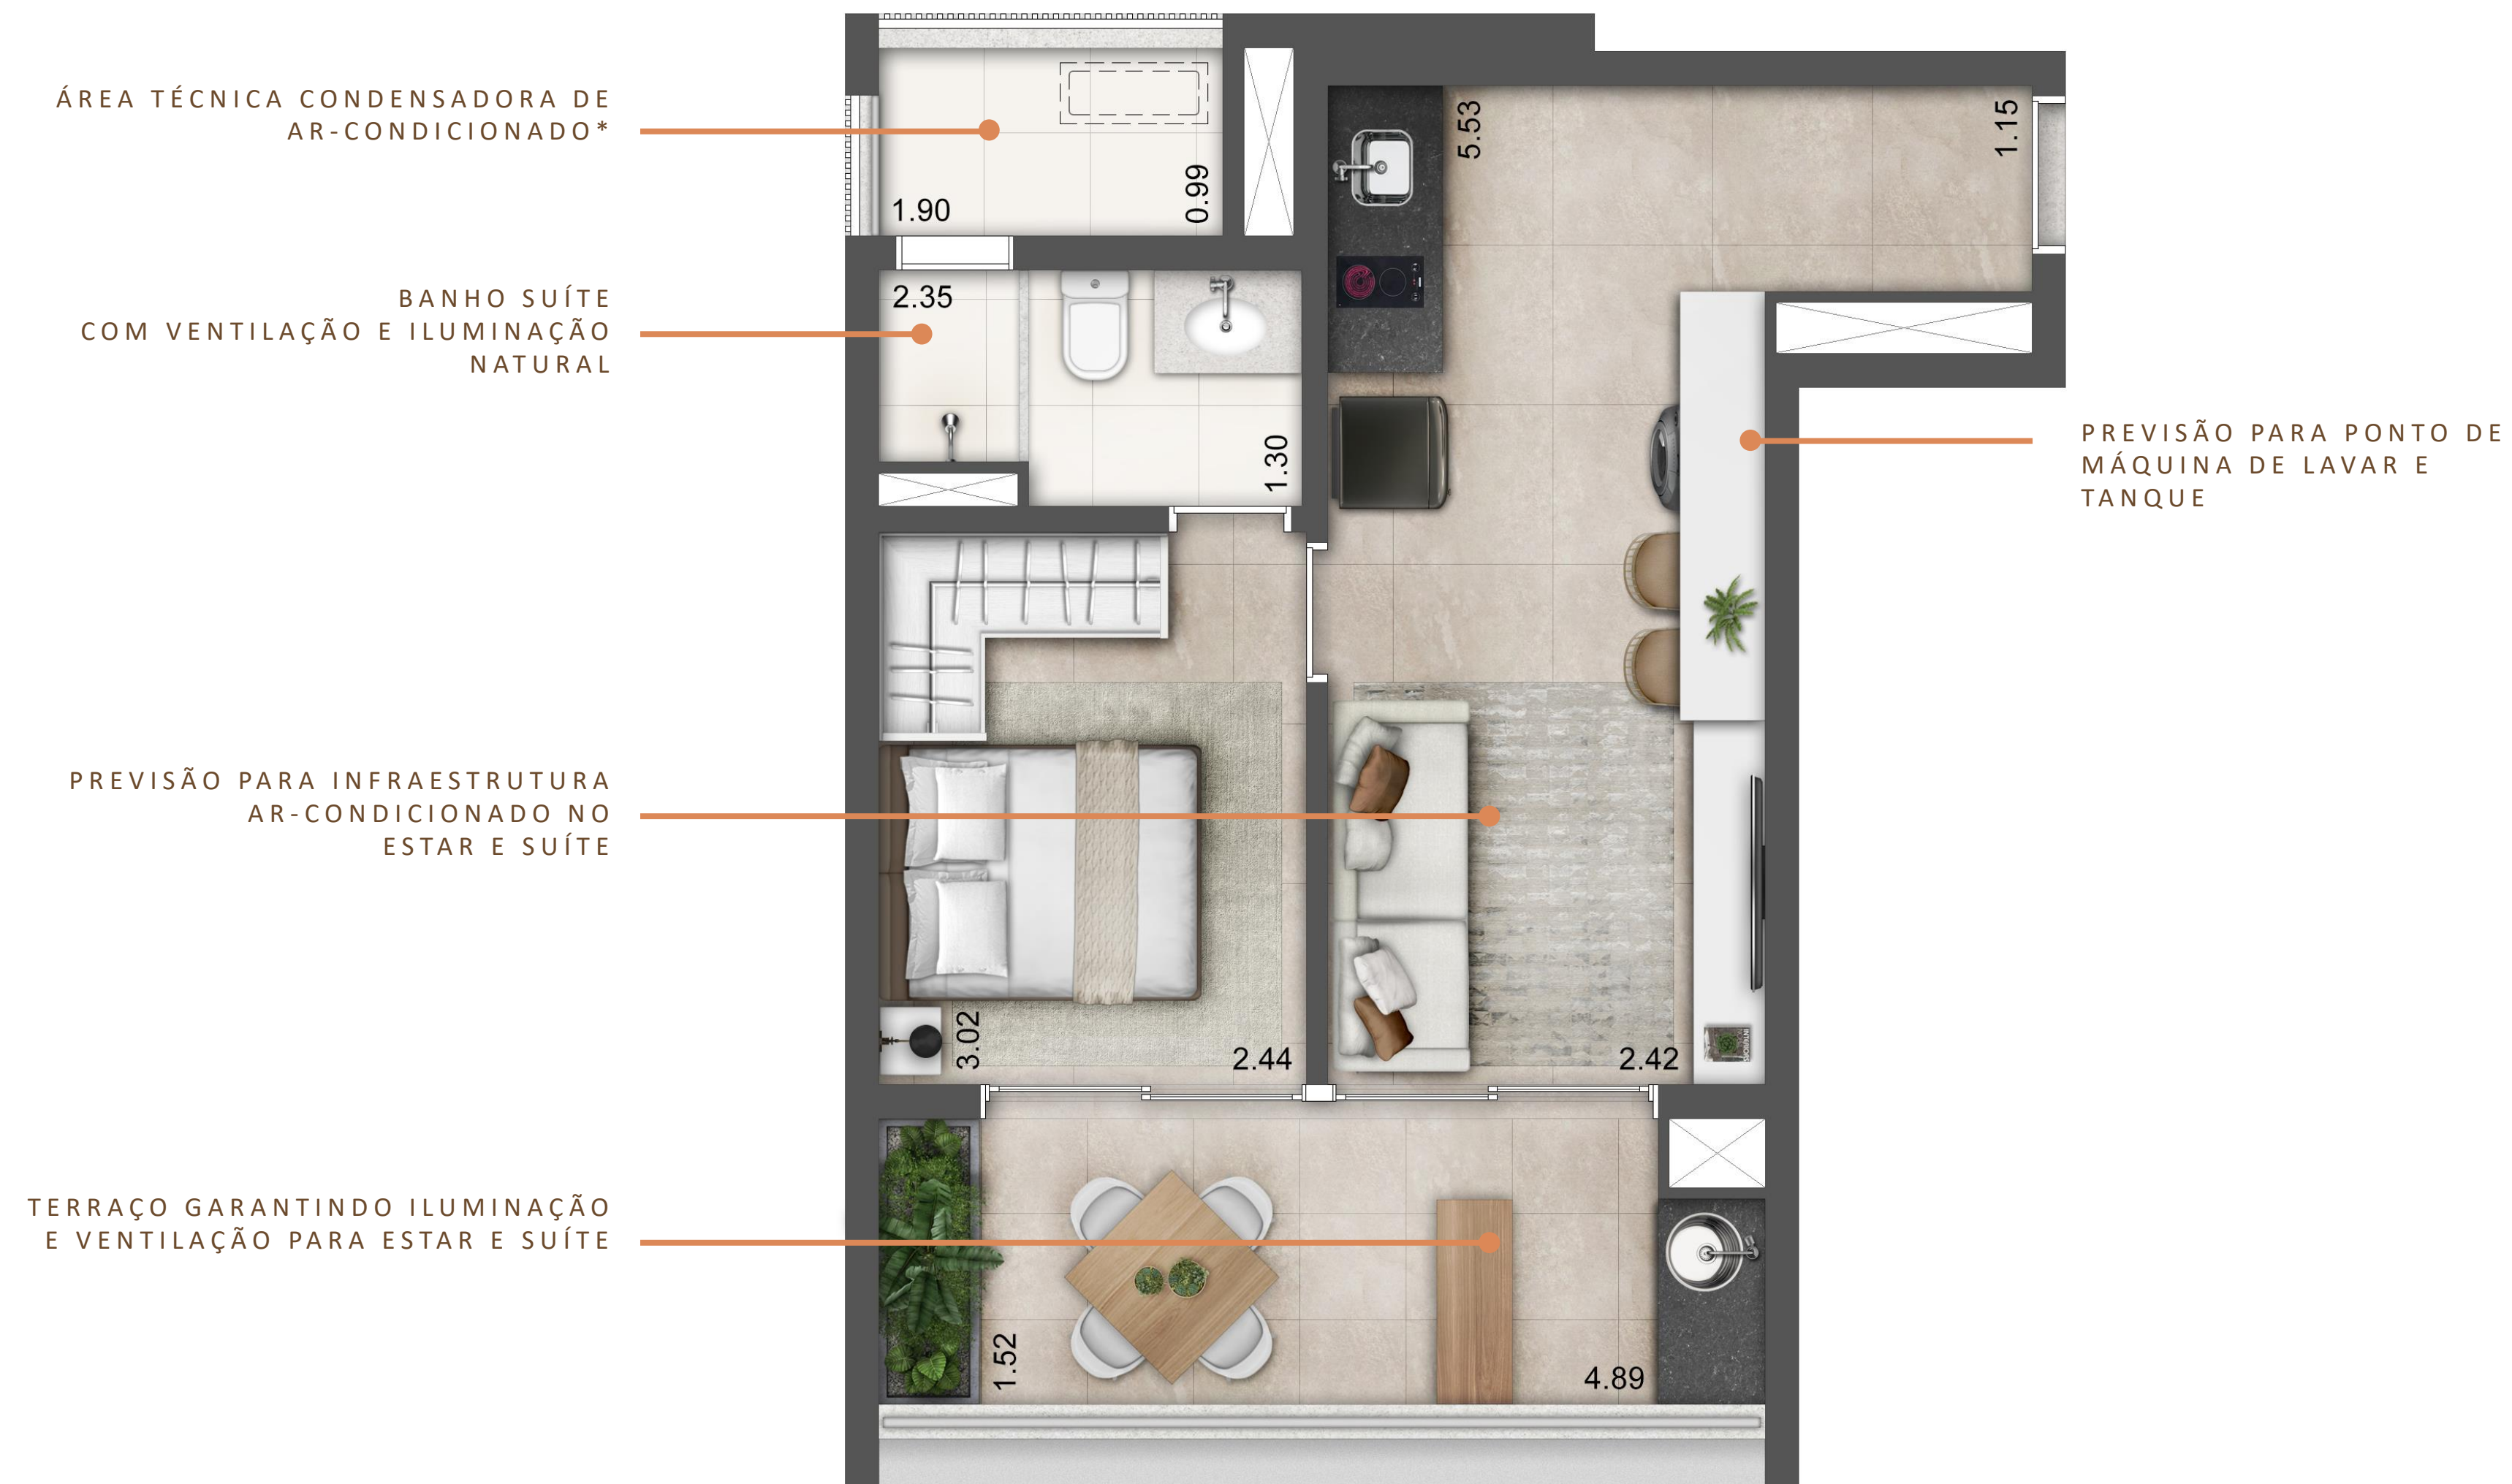 ÁREA TÉCNICA CONDENSADORA DE
AR-CONDICIONADO*
1.90
0.99
5.53
1.15
BANHO SUÍTE
COM VENTILAÇÃO E ILUMINAÇÃO
NATURAL
2.35
1.30
PREVISÃO PARA PONTO DE
MÁQUINA DE LAVAR E
TANQUE
PREVISÃO PARA INFRAESTRUTURA
AR-CONDICIONADO NO
ESTAR E SUÍTE
3.02
2.44
2.42
TERRAÇO GARANTINDO ILUMINAÇÃO
E VENTILAÇÃO PARA ESTAR E SUÍTE
1.52
4.89